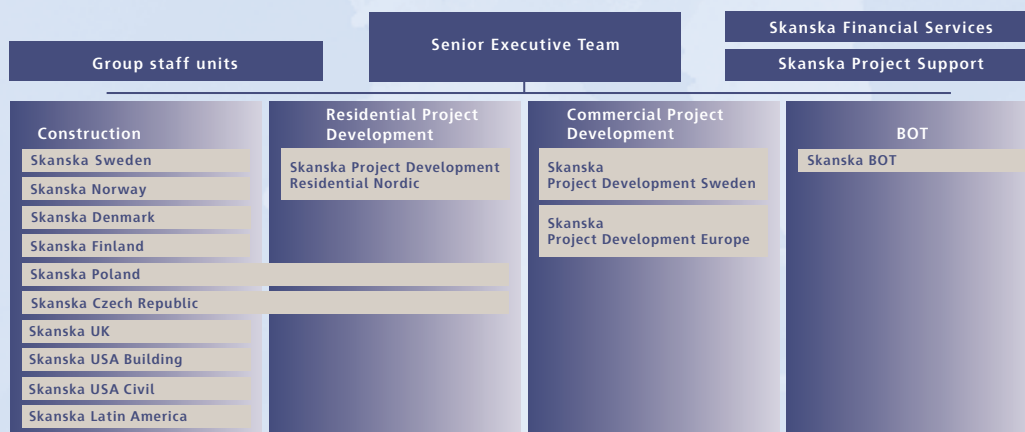 Group staff units
Senior Executive Team
Skanska Financial Services
Skanska Project Support
Construction
Skanska Sweden
Skanska Norway
Skanska Denmark
Skanska Finland
Skanska Poland
Skanska Czech Republic
Skanska UK
Skanska USA Building
Skanska USA Civil
Skanska Latin America
Residential Project
Development
Skanska Project Development
Residential Nordic
Commercial Project
Development
Skanska
Project Development Sweden
Skanska
Project Development Europe
BOT
Skanska BOT